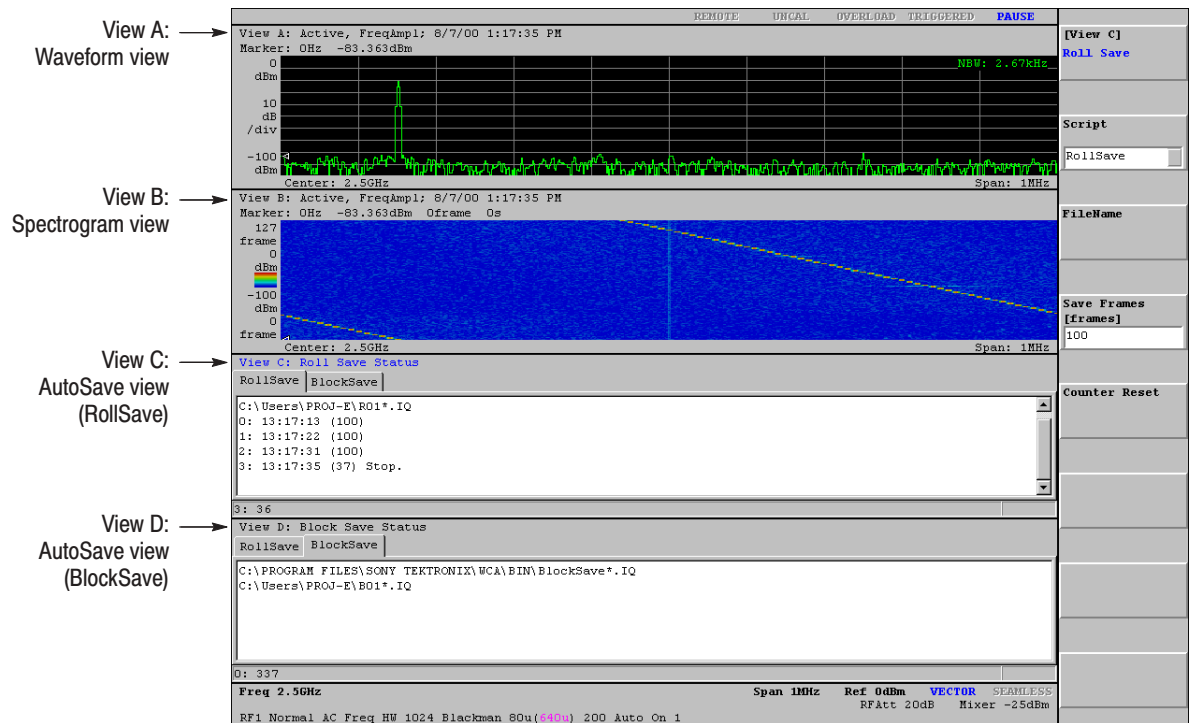 REMOTE UNCAL OVERLOAD TRIGGERED PAUSE
View A:
Waveform view
View A: Active, FreqAmpl; 8/7/00 1:17:35 PM
Marker: 0Hz -83.363dBm
NBW: 2.67kHz
0
dBm
10
dB
/div
-100
dBm
Center: 2.5GHz Span: 1MHz
View B:
Spectrogram view
View B: Active, FreqAmpl; 8/7/00 1:17:35 PM
Marker: 0Hz -83.363dBm 0frame 0s
127
frame
0
dBm
-100
dBm
0
frame
Center: 2.5GHz Span: 1MHz
View C:
AutoSave view
(RollSave)
View C: Roll Save Status
RollSave BlockSave
C:\Users\PROJ-E\R01*.IQ
0: 13:17:13 (100)
1: 13:17:22 (100)
2: 13:17:31 (100)
3: 13:17:35 (37) Stop.
3: 36
View D:
AutoSave view
(BlockSave)
View D: Block Save Status
RollSave BlockSave
C:\PROGRAM FILES\SONY TEKTRONIX\WCA\BIN\BlockSave*.IQ
C:\Users\PROJ-E\B01*.IQ
0: 337
Freq 2.5GHz Span 1MHz Ref 0dBm VECTOR SEAMLESS
RFAtt 20dB Mixer -25dBm
RF1 Normal AC Freq HW 1024 Blackman 80u(640u) 200 Auto On 1
[View C]
Roll Save
Script
RollSave
FileName
Save Frames
[frames]
100
Counter Reset